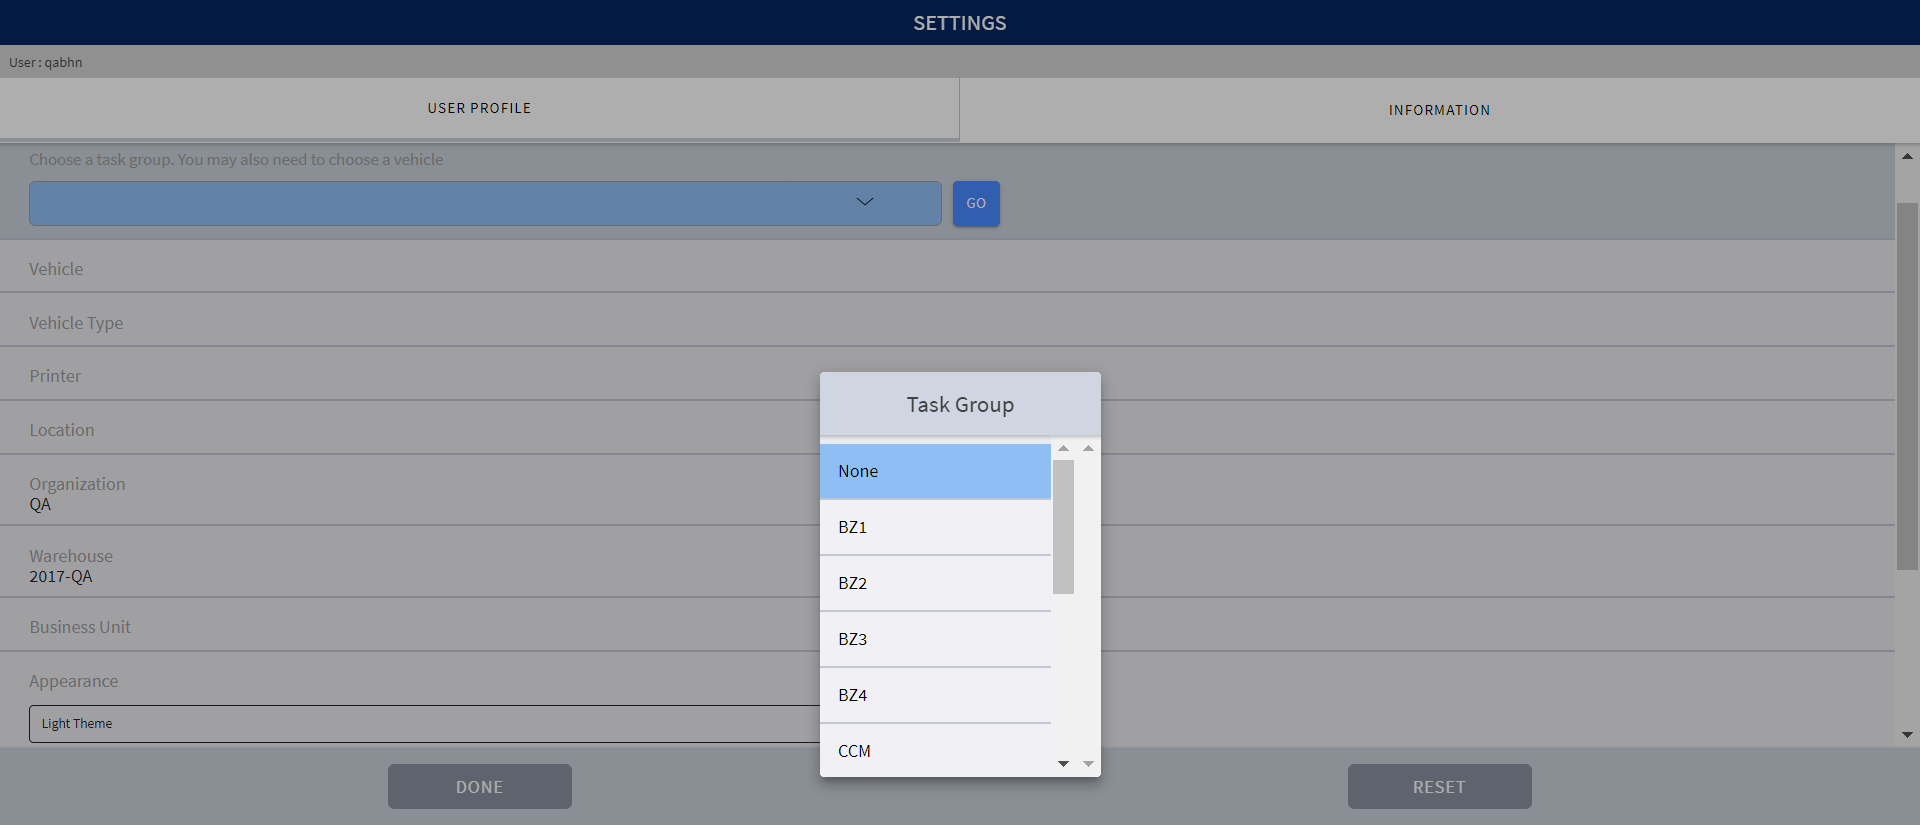 SETTINGS
User : qabhn
USER PROFILE
INFORMATION
Choose a task group. You may also need to choose a vehicle
GO
Vehicle
Vehicle Type
Printer
Location
Organization
QA
Warehouse
2017-QA
Business Unit
Appearance
Light Theme
Task Group
None
BZ1
BZ2
BZ3
BZ4
CCM
DONE
RESET